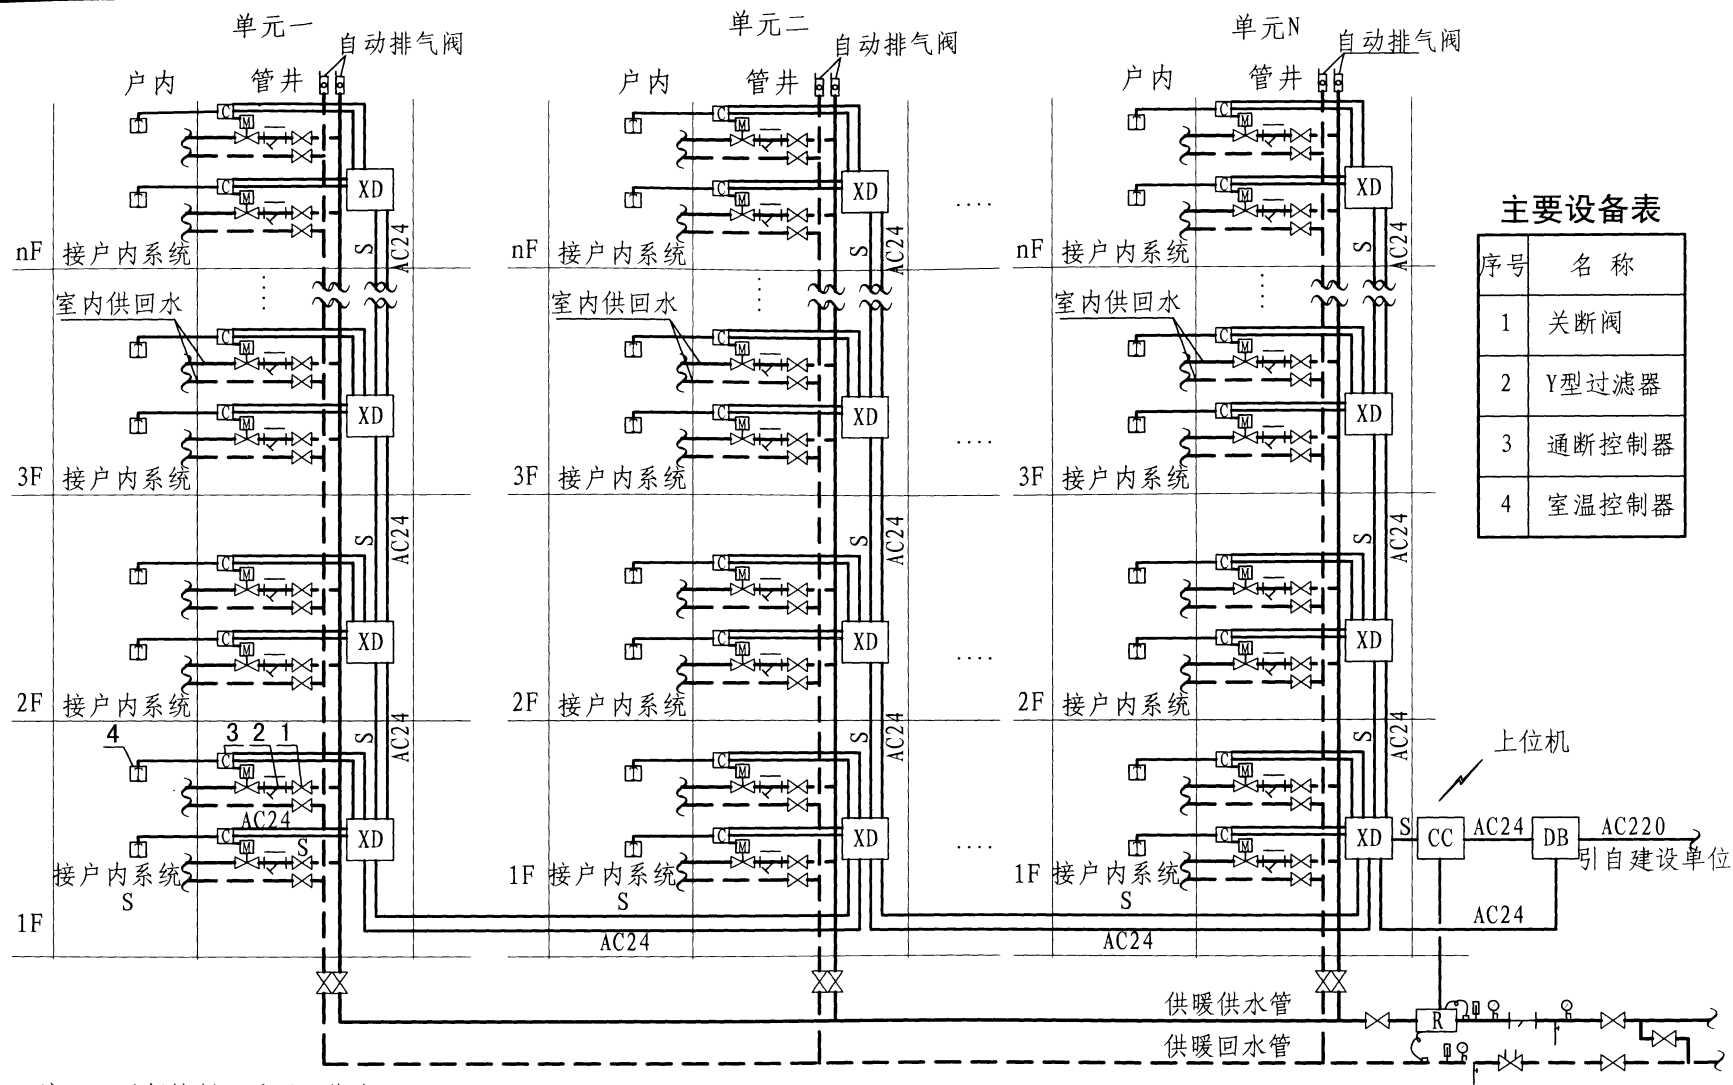 单元一
自动排气阀
户内 管井
单元二
自动排气阀
户内 管井
单元N
自动排气阀
户内 管井
C
M
C
M
XD
nF 接户内系统
S
AC24
室内供回水
C
M
C
M
XD
3F 接户内系统
S
AC24
C
M
C
M
XD
2F 接户内系统
S
AC24
4 3 2 1
C
M
AC24
C
M
XD
S
接户内系统
S
1F
C
M
C
M
XD
nF 接户内系统
S
AC24
室内供回水
C
M
C
M
XD
3F 接户内系统
S
AC24
C
M
C
M
XD
2F 接户内系统
S
AC24
C
M
C
M
XD
1F 接户内系统
S
AC24
....
....
....
....
C
M
C
M
XD
nF 接户内系统
S
AC24
室内供回水
C
M
C
M
XD
3F 接户内系统
S
AC24
C
M
C
M
XD
2F 接户内系统
S
AC24
C
M
C
M
XD
1F 接户内系统
S
AC24
主要设备表
序号 名 称
1 关断阀
2 Y型过滤器
3 通断控制器
4 室温控制器
上位机
S CC AC24 DB AC220
引自建设单位
AC24
供暖供水管
R
供暖回水管